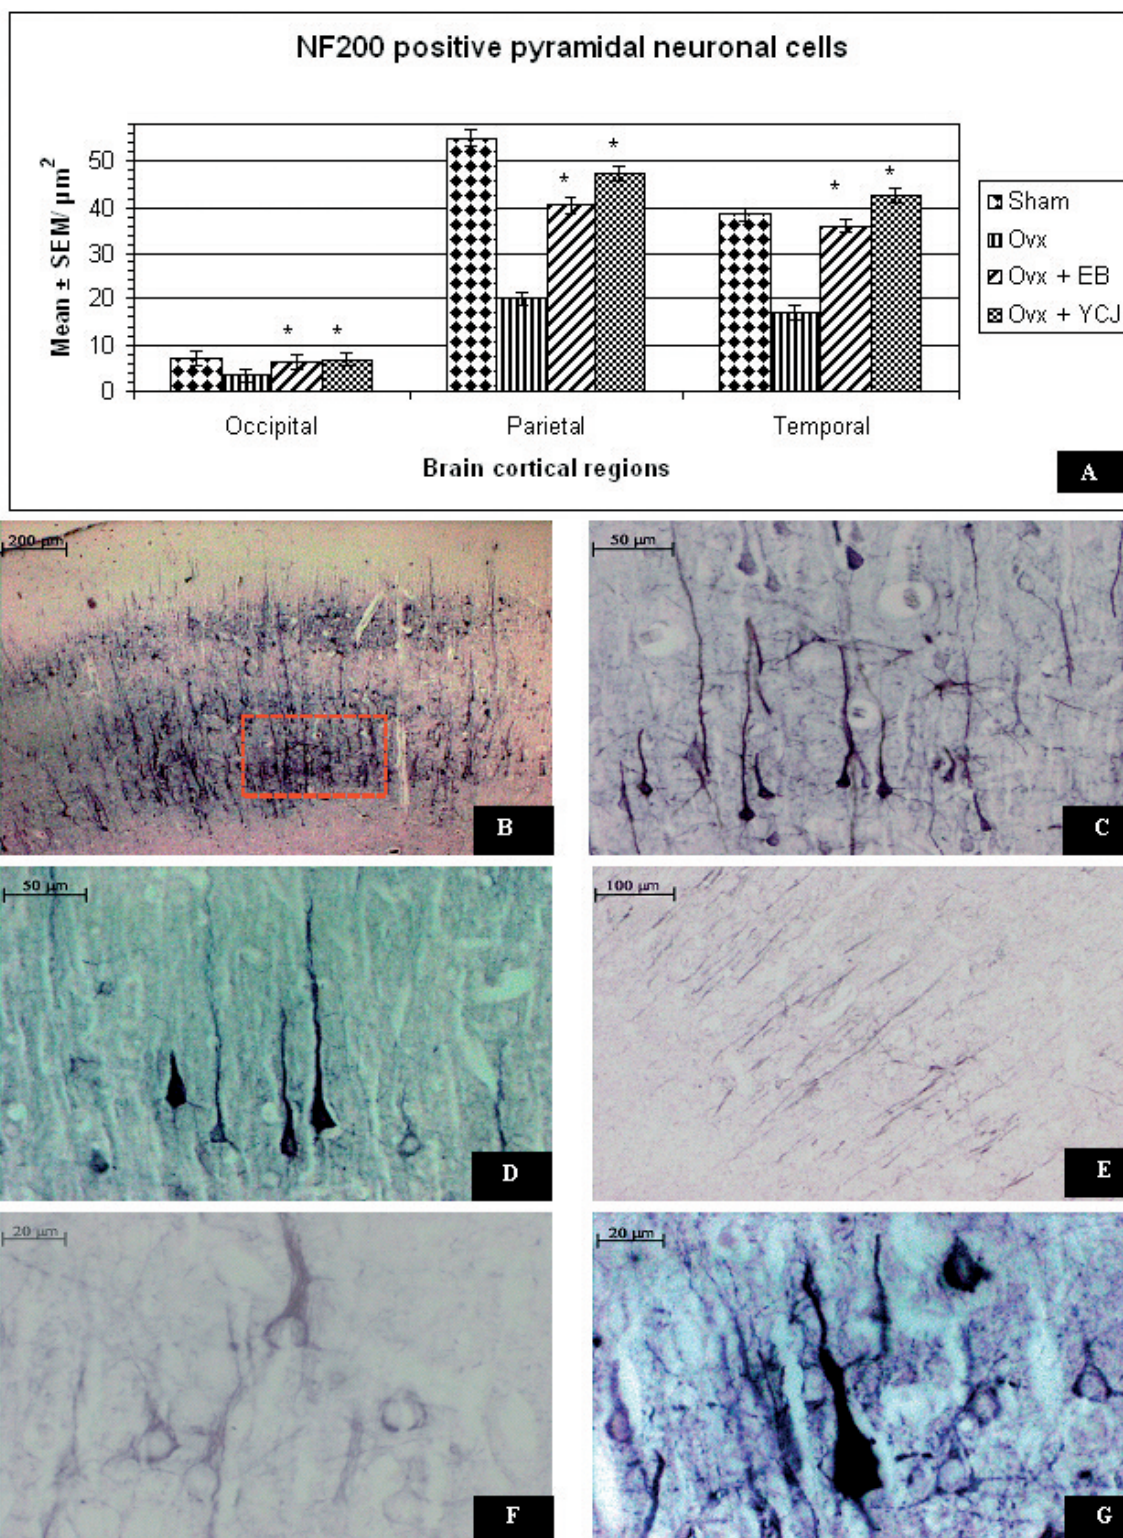 NF200 positive pyramidal neuronal cells
Mean ± SEM/ µm²
50
40
30
20
10
0
* * * * * *
Occipital Parietal Temporal
Brain cortical regions
Sham
Ovx
Ovx + EB
Ovx + YCJ
A
200 µm
B
50 µm
C
50 µm
D
100 µm
E
20 µm
F
20 µm
G